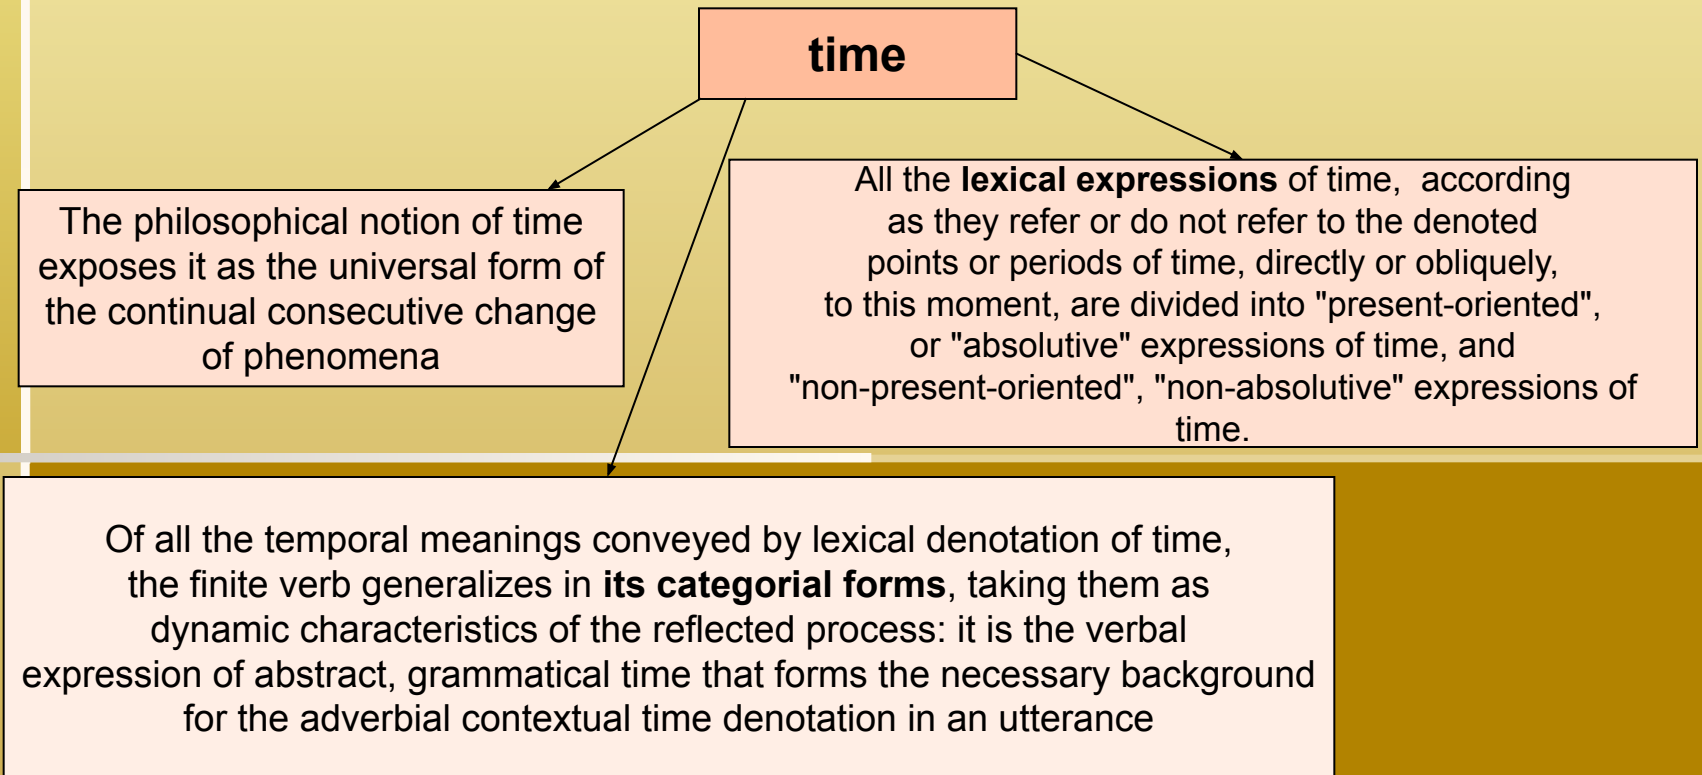 time
The philosophical notion of time
exposes it as the universal form of
the continual consecutive change
of phenomena
All the lexical expressions of time, according
as they refer or do not refer to the denoted
points or periods of time, directly or obliquely,
to this moment, are divided into "present-oriented",
or "absolutive" expressions of time, and
"non-present-oriented", "non-absolutive" expressions of
time.
Of all the temporal meanings conveyed by lexical denotation of time,
the finite verb generalizes in its categorial forms, taking them as
dynamic characteristics of the reflected process: it is the verbal
expression of abstract, grammatical time that forms the necessary background
for the adverbial contextual time denotation in an utterance